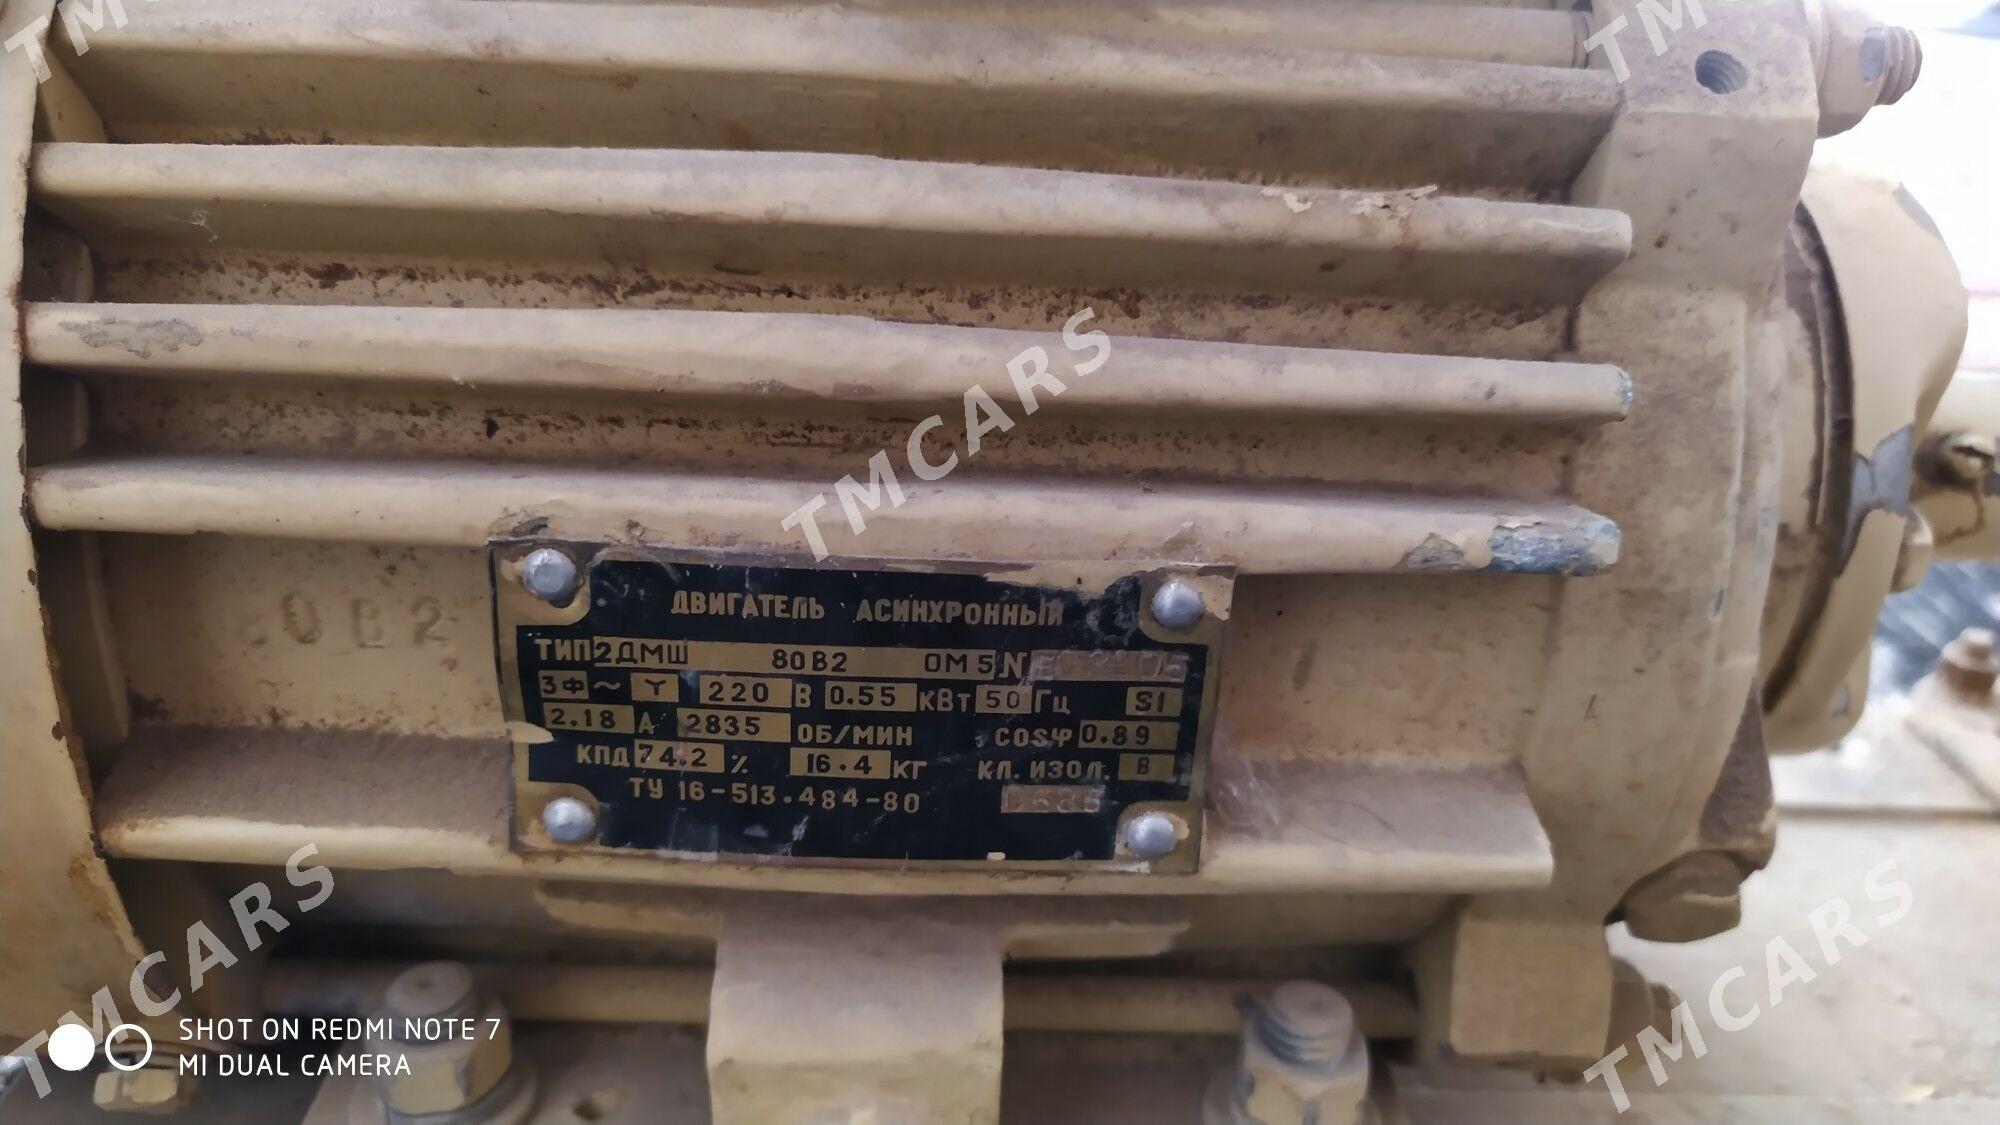 TMCARS
TMCARS
TMCARS
0В2
ДВИГАТЕЛЬ АСИНХРОННЫЙ
ТИП 2ДМШ 80В2 ОМ5 №
3Ф ~ Y 220 В 0.55 кВт 50 Гц S1
2.18 А 2835 ОБ/МИН cosφ 0.89
КПД 74.2 % 16.4 КГ КЛ. ИЗОЛ. В
ТУ 16-513.484-80
TMCARS
TMCARS
SHOT ON REDMI NOTE 7
MI DUAL CAMERA